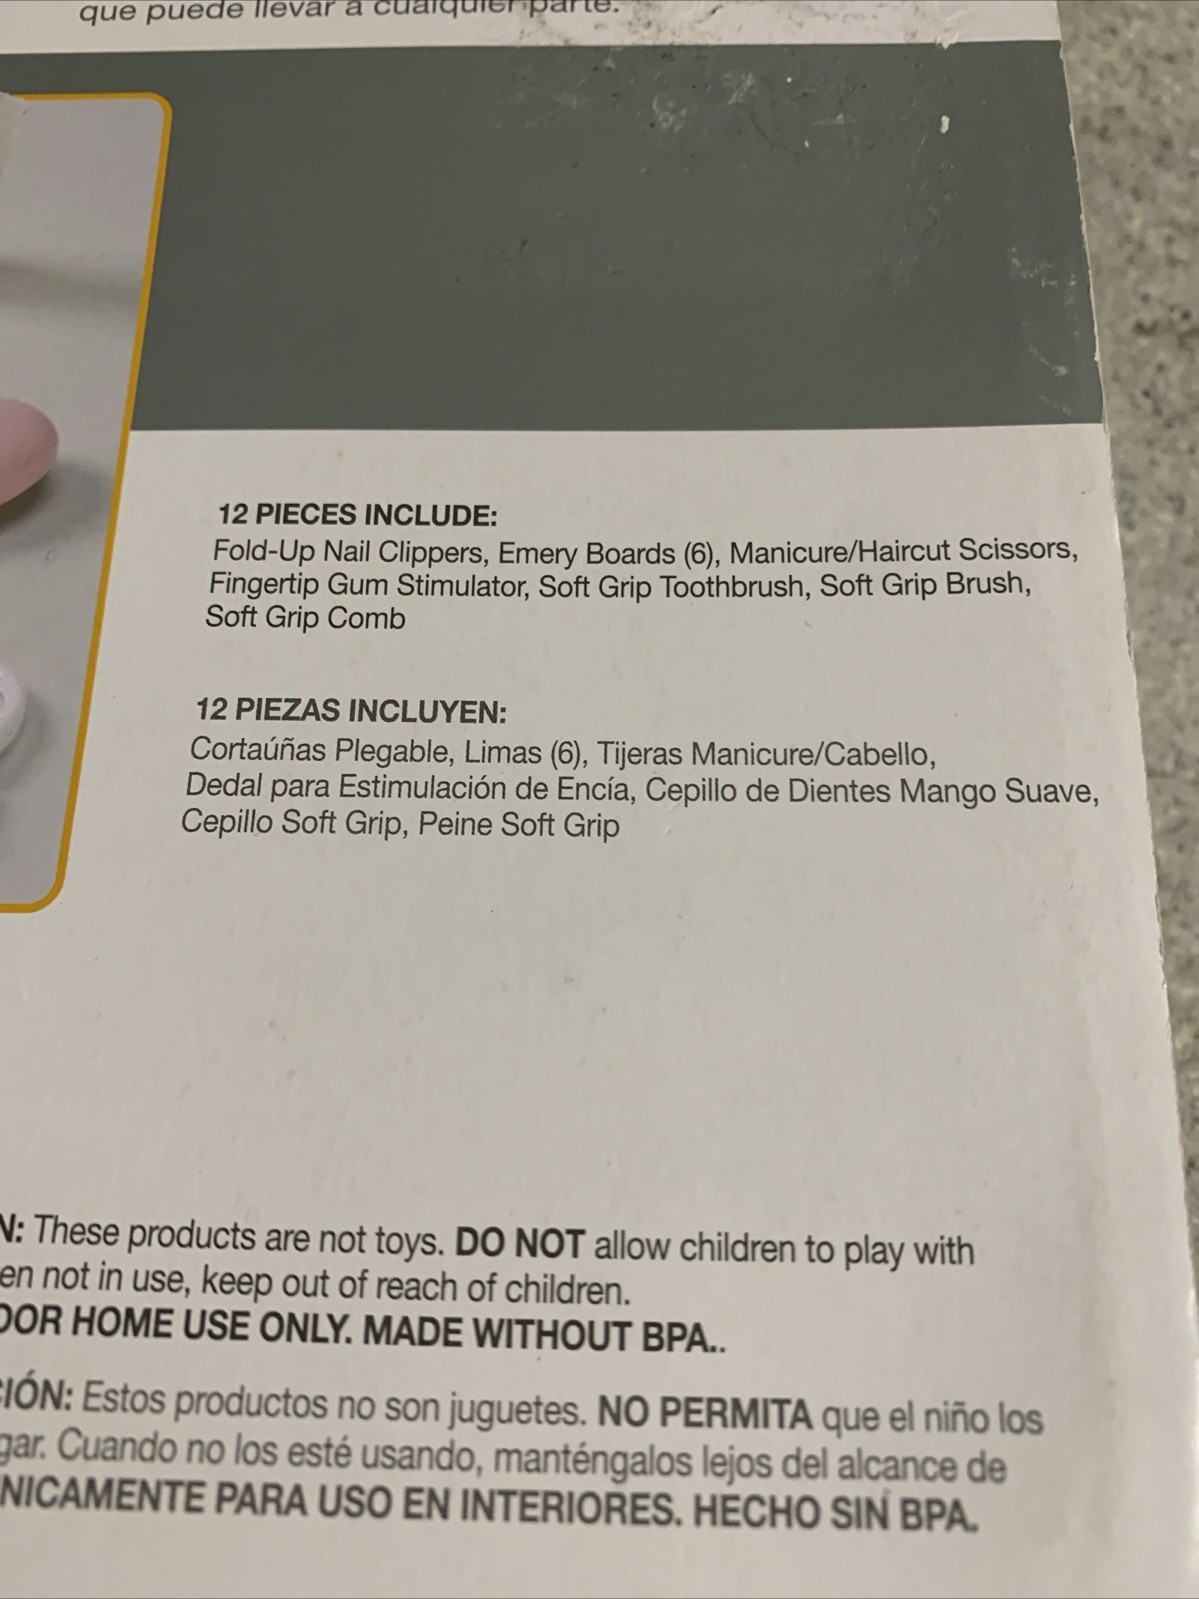 que puede llevar a cualquier parte.
12 PIECES INCLUDE:
Fold-Up Nail Clippers, Emery Boards (6), Manicure/Haircut Scissors,
Fingertip Gum Stimulator, Soft Grip Toothbrush, Soft Grip Brush,
Soft Grip Comb
12 PIEZAS INCLUYEN:
Cortaúñas Plegable, Limas (6), Tijeras Manicure/Cabello,
Dedal para Estimulación de Encía, Cepillo de Dientes Mango Suave,
Cepillo Soft Grip, Peine Soft Grip
N: These products are not toys. DO NOT allow children to play with
en not in use, keep out of reach of children.
OOR HOME USE ONLY. MADE WITHOUT BPA..
CIÓN: Estos productos no son juguetes. NO PERMITA que el niño los
gar. Cuando no los esté usando, manténgalos lejos del alcance de
NICAMENTE PARA USO EN INTERIORES. HECHO SIN BPA.